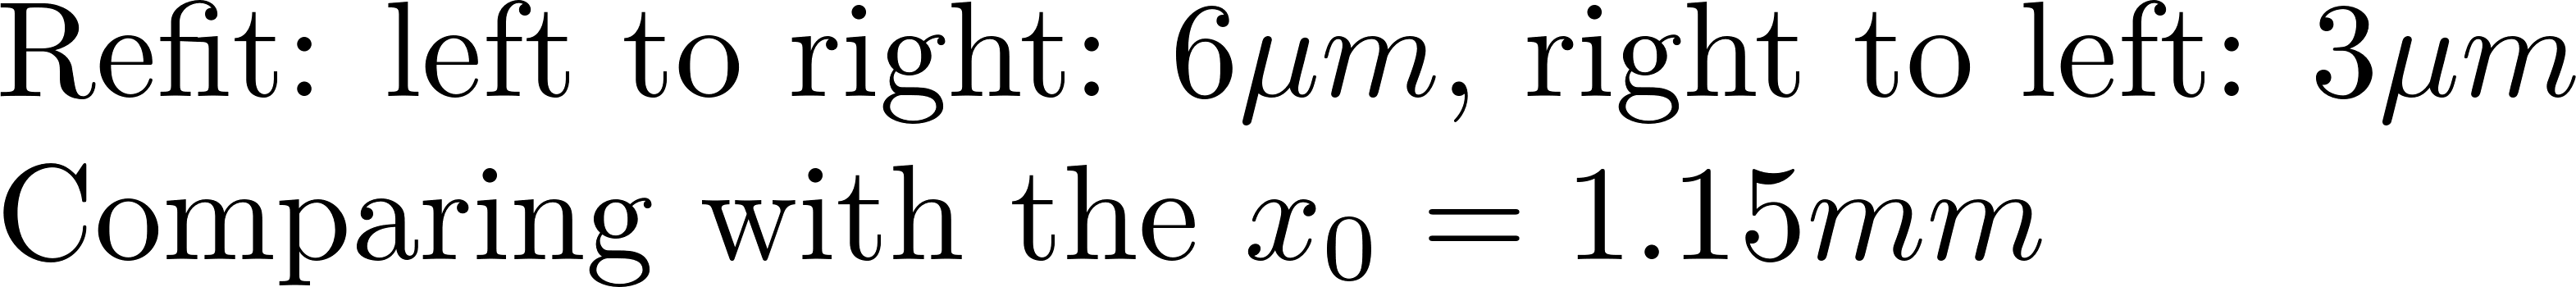 Refit: left to right: 6μm, right to left: 3μm
Comparing with the x₀ = 1.15mm